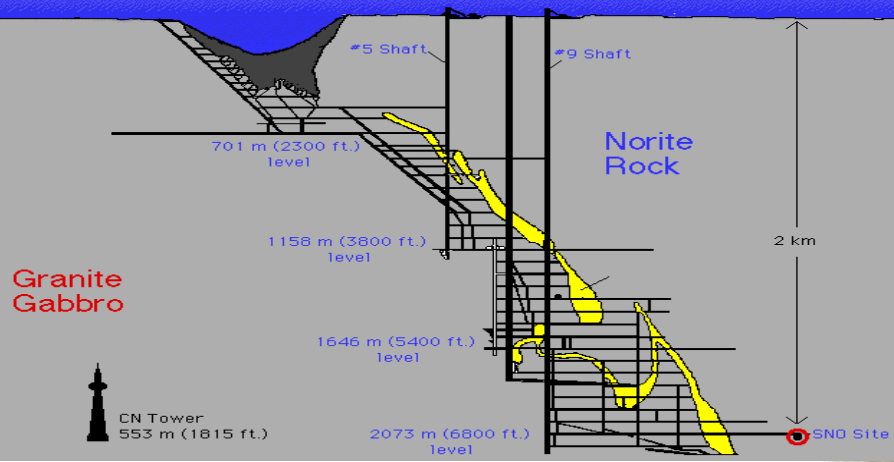 #5 Shaft
#9 Shaft
701 m (2300 ft.)
level
Norite
Rock
1158 m (3800 ft.)
level
2 km
Granite
Gabbro
1646 m (5400 ft.)
level
CN Tower
553 m (1815 ft.)
2073 m (6800 ft.)
level
SNO Site